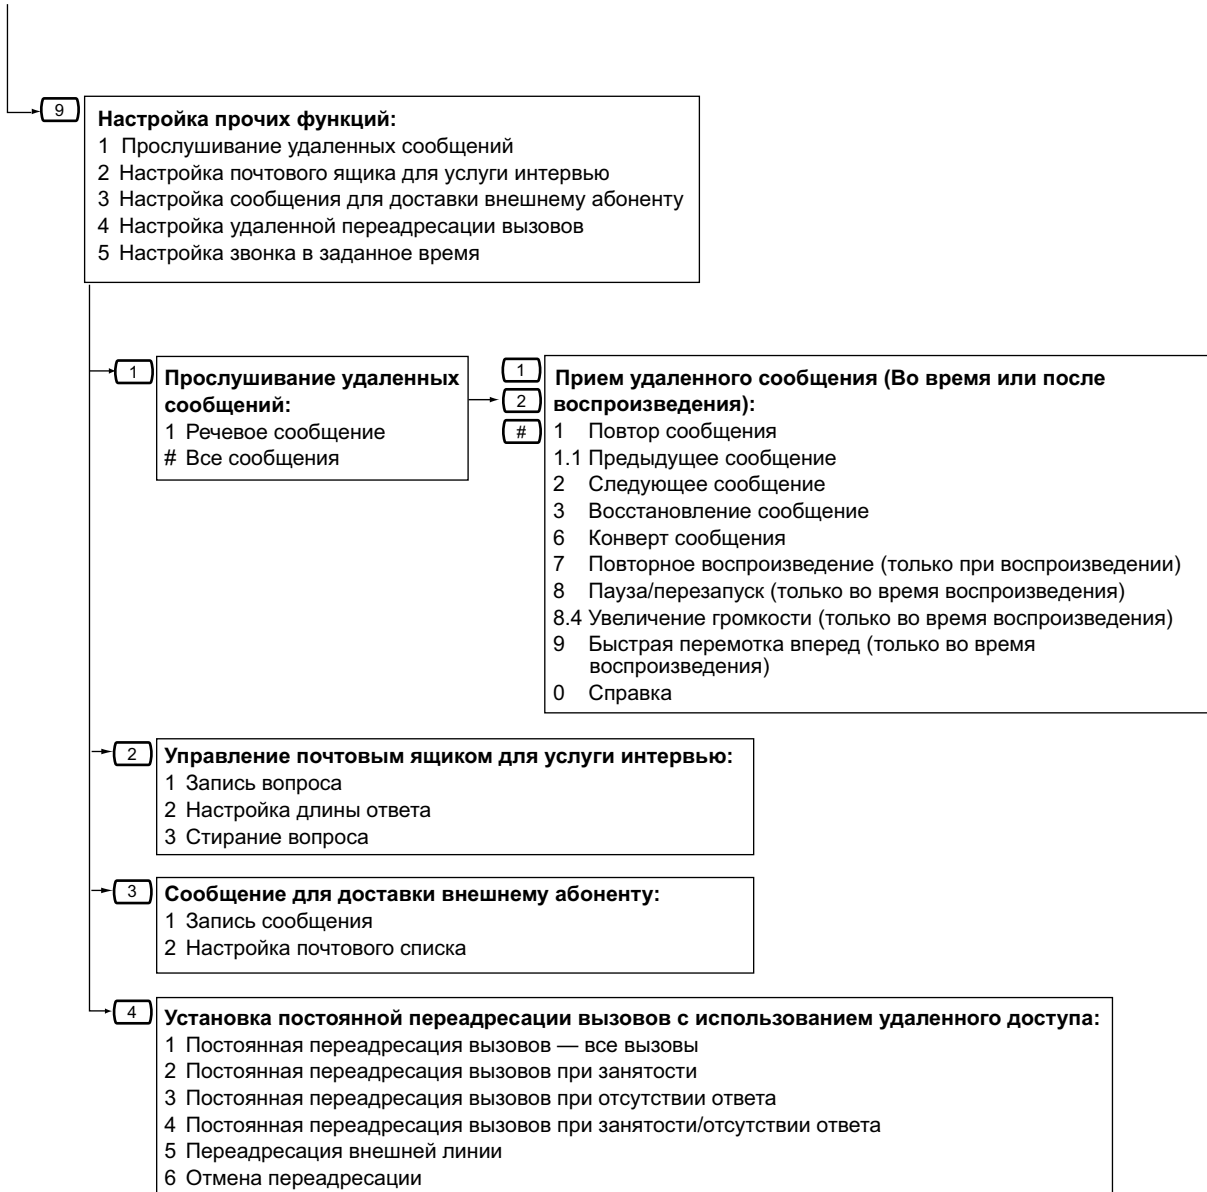 9
Настройка прочих функций:
1 Прослушивание удаленных сообщений
2 Настройка почтового ящика для услуги интервью
3 Настройка сообщения для доставки внешнему абоненту
4 Настройка удаленной переадресации вызовов
5 Настройка звонка в заданное время
1
Прослушивание удаленных
сообщений:
1 Речевое сообщение
# Все сообщения
1
2
#
Прием удаленного сообщения (Во время или после
воспроизведения):
1 Повтор сообщения
1.1 Предыдущее сообщение
2 Следующее сообщение
3 Восстановление сообщение
6 Конверт сообщения
7 Повторное воспроизведение (только при воспроизведении)
8 Пауза/перезапуск (только во время воспроизведения)
8.4 Увеличение громкости (только во время воспроизведения)
9 Быстрая перемотка вперед (только во время
воспроизведения)
0 Справка
2
Управление почтовым ящиком для услуги интервью:
1 Запись вопроса
2 Настройка длины ответа
3 Стирание вопроса
3
Сообщение для доставки внешнему абоненту:
1 Запись сообщения
2 Настройка почтового списка
4
Установка постоянной переадресации вызовов с использованием удаленного доступа:
1 Постоянная переадресация вызовов — все вызовы
2 Постоянная переадресация вызовов при занятости
3 Постоянная переадресация вызовов при отсутствии ответа
4 Постоянная переадресация вызовов при занятости/отсутствии ответа
5 Переадресация внешней линии
6 Отмена переадресации